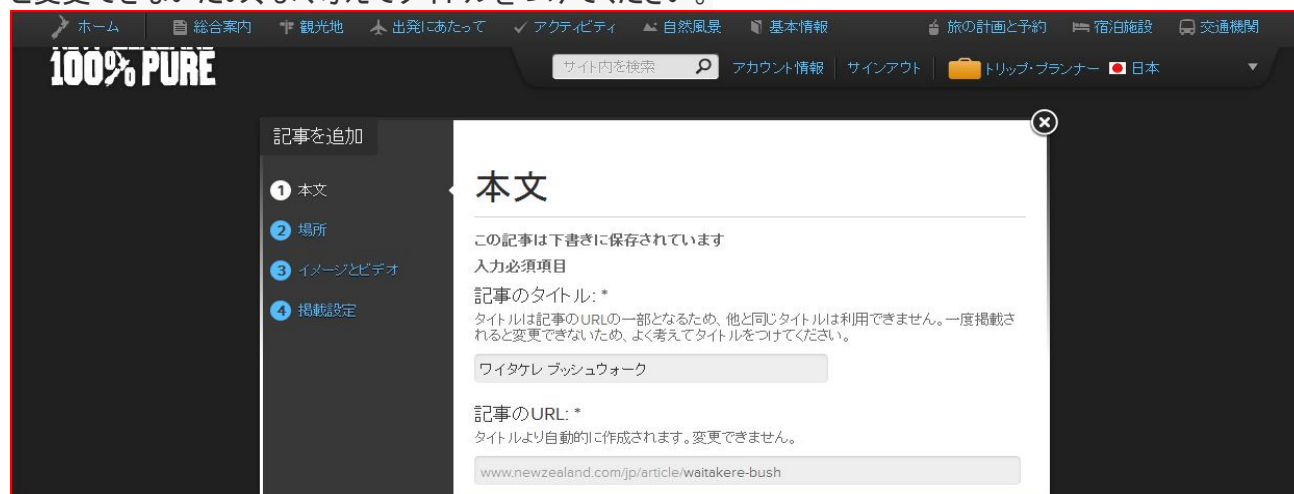 ホーム 総合案内 観光地 出発にあたって アクティビティ 自然風景 基本情報 旅の計画と予約 宿泊施設 交通機関
100% PURE
サイト内を検索 アカウント情報 サインアウト トリップ・プランナー 日本
記事を追加
1 本文
2 場所
3 イメージとビデオ
4 掲載設定
本文
この記事は下書きに保存されています
入力必須項目
記事のタイトル: *
タイトルは記事のURLの一部となるため、他と同じタイトルは利用できません。一度掲載さ
れると変更できないため、よく考えてタイトルをつけてください。
ワイタケレ ブッシュウォーク
記事のURL: *
タイトルより自動的に作成されます。変更できません。
www.newzealand.com/jp/article/waitakere-bush